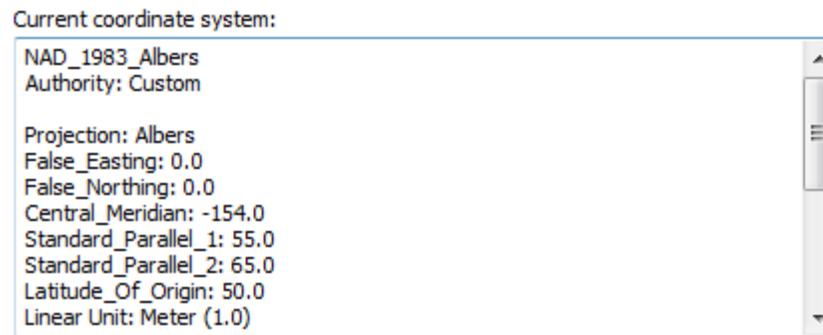 Current coordinate system:
NAD_1983_Albers
Authority: Custom
Projection: Albers
False_Easting: 0.0
False_Northing: 0.0
Central_Meridian: -154.0
Standard_Parallel_1: 55.0
Standard_Parallel_2: 65.0
Latitude_Of_Origin: 50.0
Linear Unit: Meter (1.0)